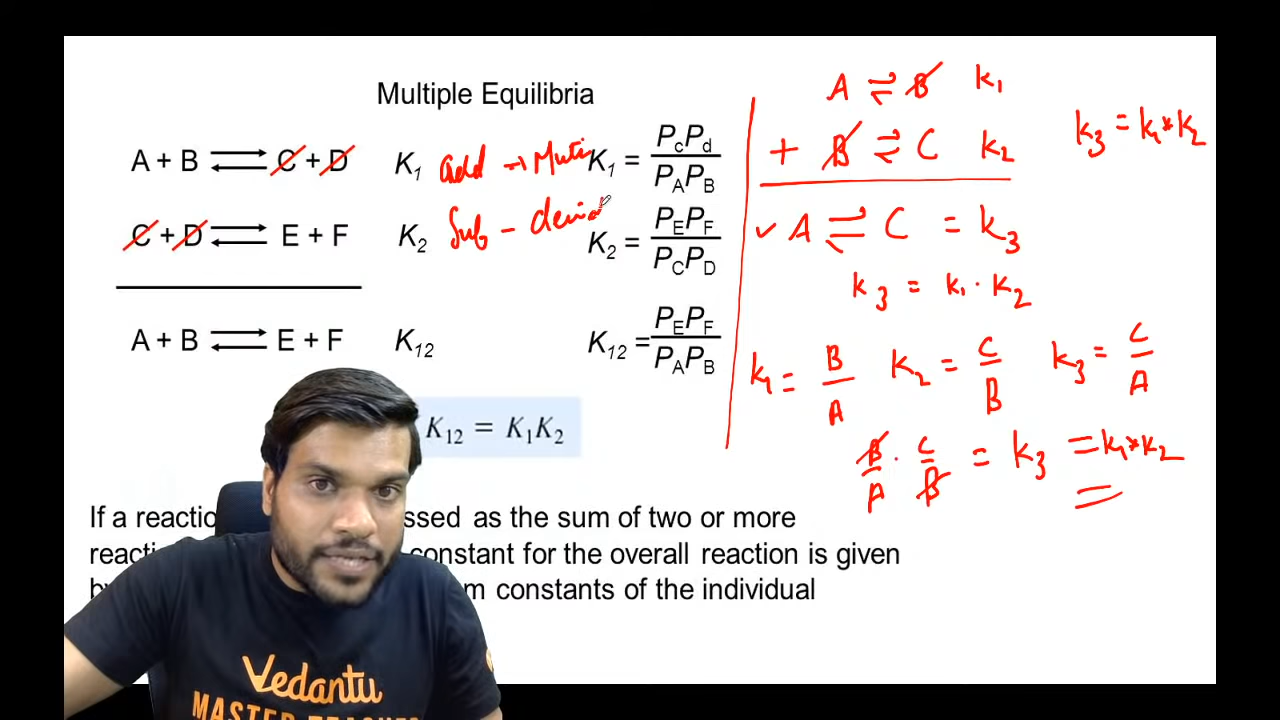 Multiple Equilibria
A + B ⇌ C + D K1 add → Multi K1 = PcPd / PAPB
C + D ⇌ E + F K2 Sub - devid K2 = PEPF / PCPD
A + B ⇌ E + F K12 K12 = PEPF / PAPB
K12 = K1K2
If a reactio ssed as the sum of two or more
reacti constant for the overall reaction is given
by m constants of the individual
A ⇌ B k1
+ B ⇌ C k2
k3 = k1 * k2
✓ A ⇌ C = k3
k3 = k1 · k2
k1 = B / A K2 = C / B k3 = C / A
B / A · C / B = k3 = k1 * k2
=
Vedantu
MASTER TEACHER